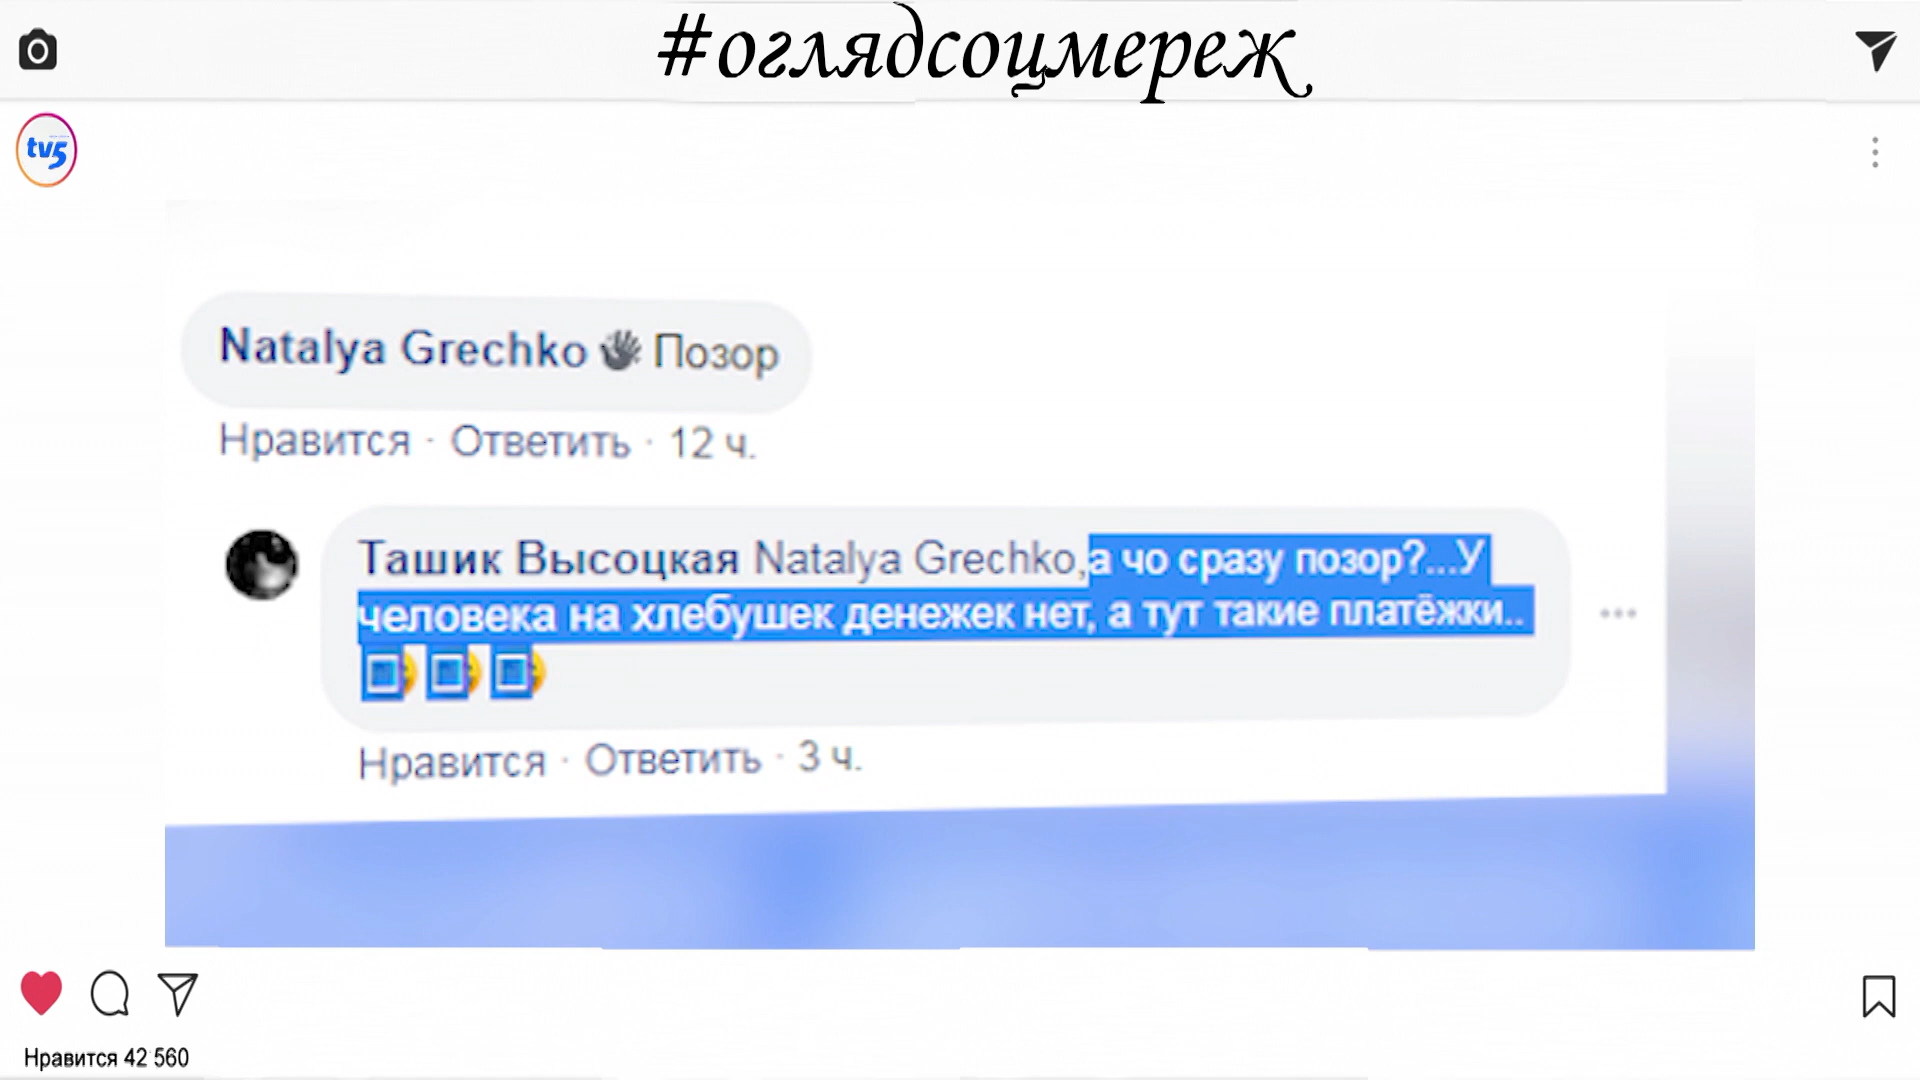 #оглядсоцмереж
tv5
Natalya Grechko 👋 Позор
Нравится · Ответить · 12 ч.
Ташик Высоцкая Natalya Grechko,а чо сразу позор?...У
человека на хлебушек денежек нет, а тут такие платёжки..
Нравится · Ответить · 3 ч.
Нравится 42 560